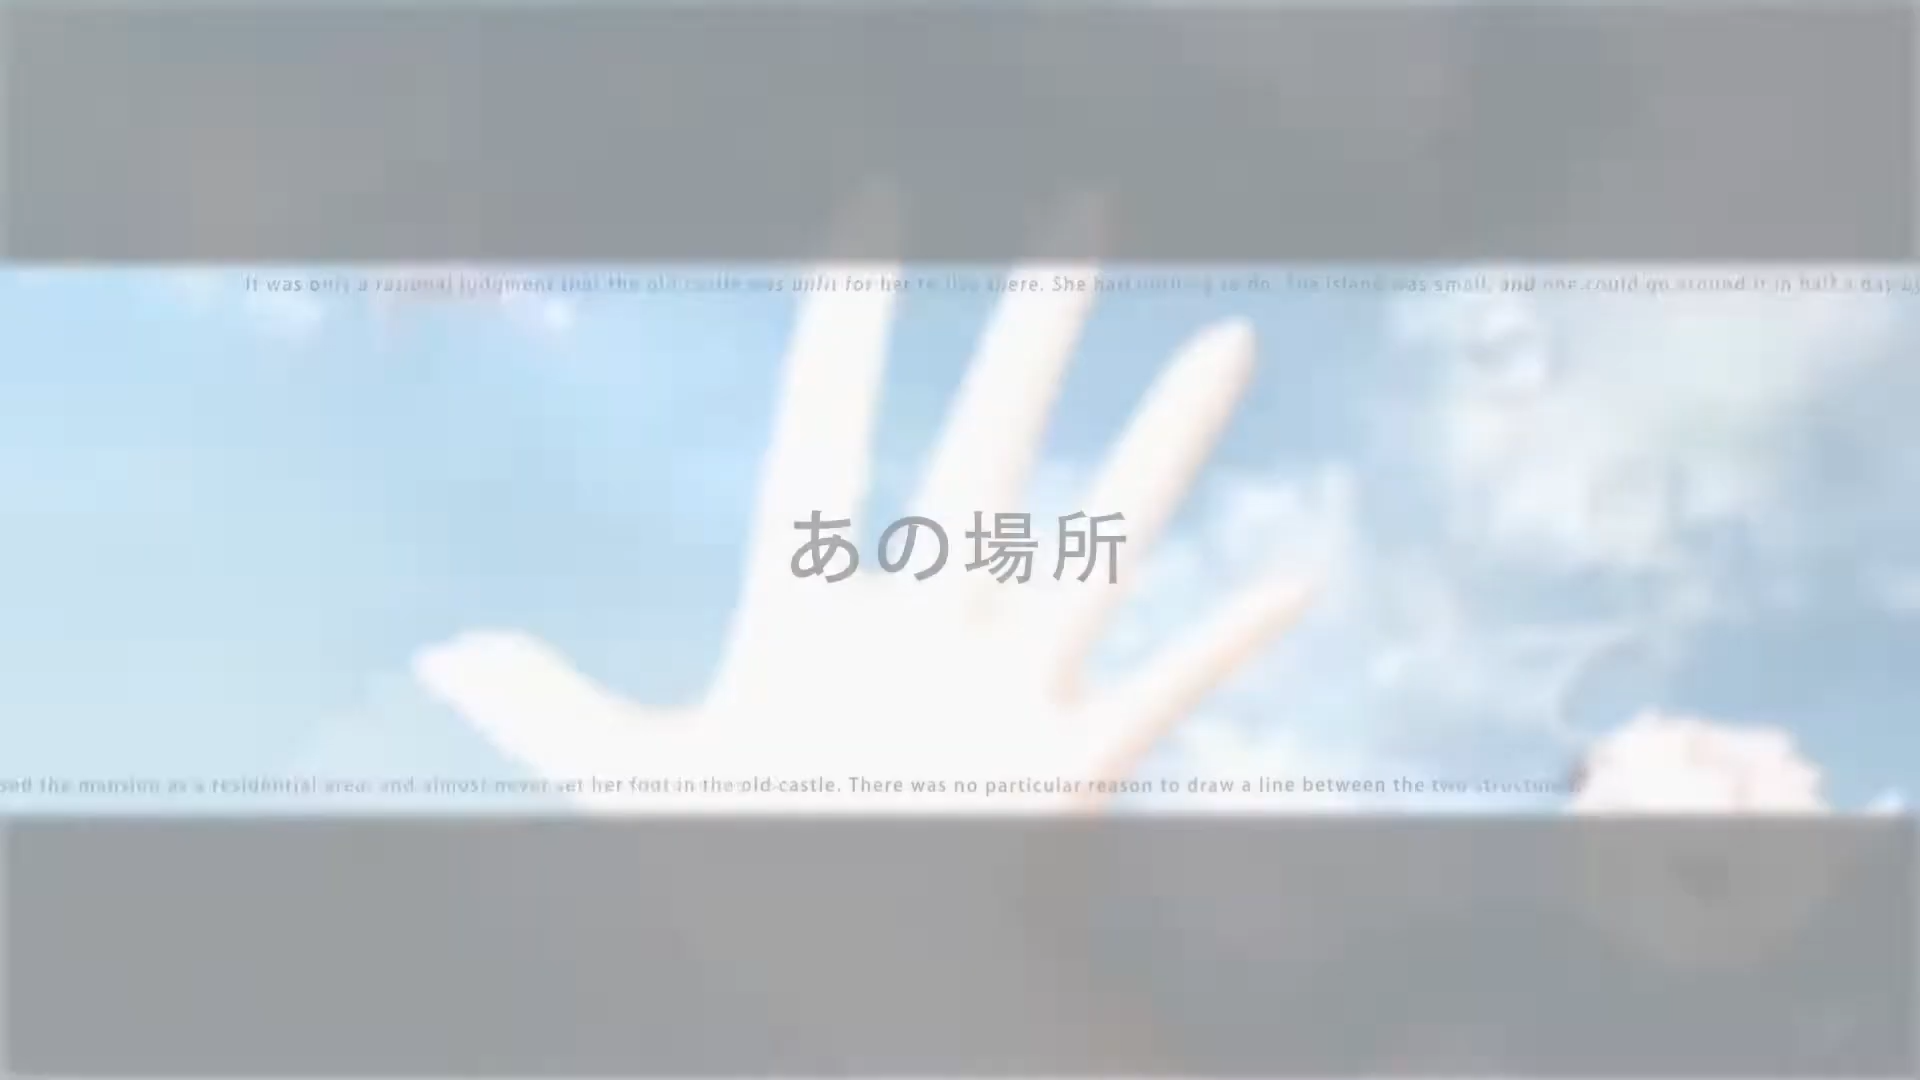 It was only a rational judgment that the old castle was unfit for her to live there. She had nothing to do. The island was small, and one could go around it in half a day by
あの場所
the mansion as a residential area, and almost never set her foot in the old castle. There was no particular reason to draw a line between the two structures.